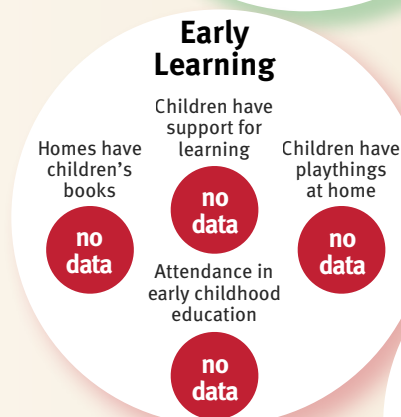 Early
Learning
Children have
support for
learning
no
data
Homes have
children's
books
no
data
Children have
playthings
at home
no
data
Attendance in
early childhood
education
no
data